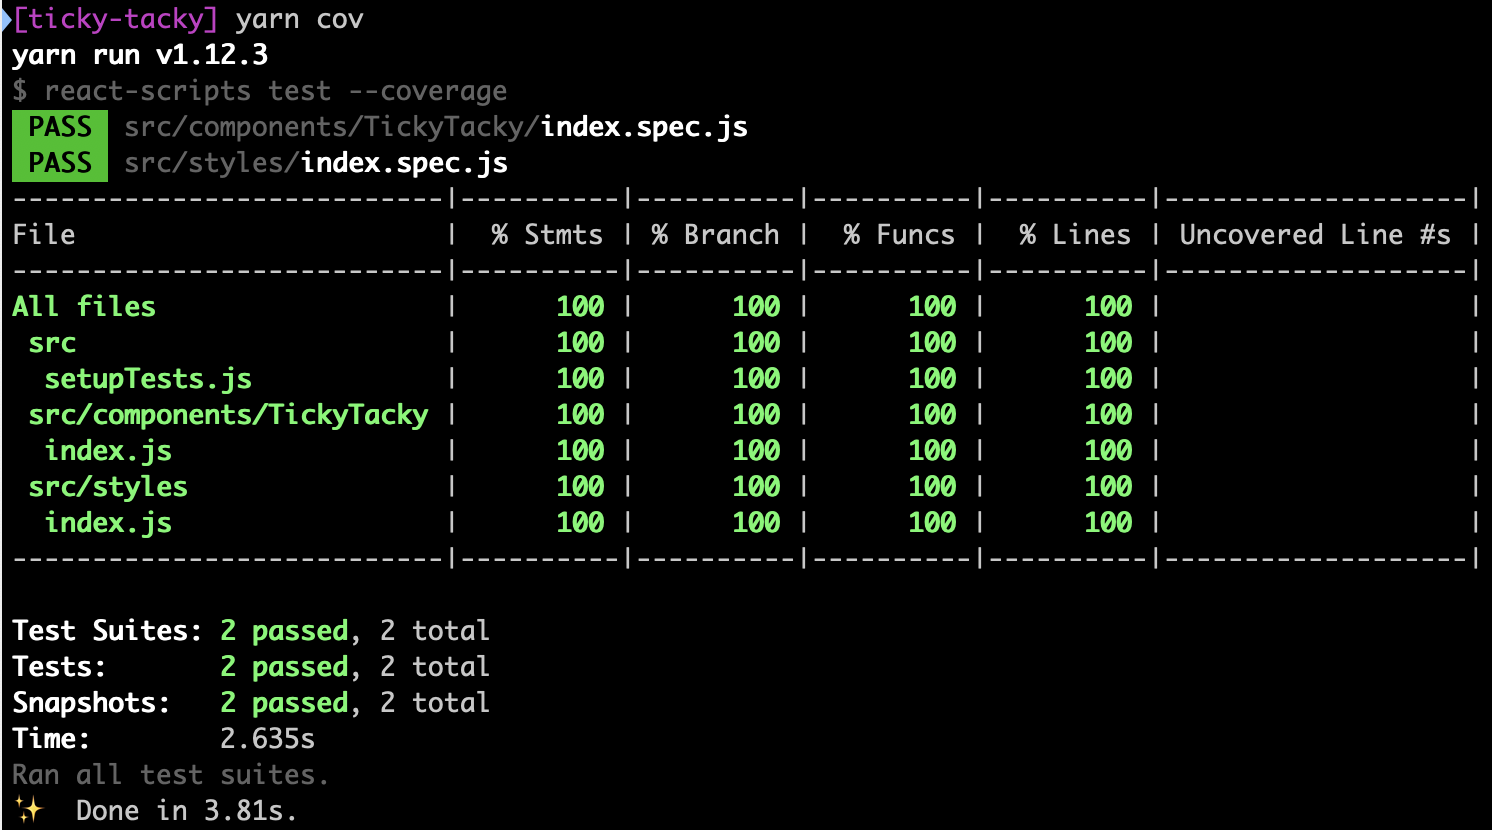 [ticky-tacky] yarn cov
yarn run v1.12.3
$ react-scripts test --coverage
PASS src/components/TickyTacky/index.spec.js
PASS src/styles/index.spec.js
---------------------------|----------|----------|----------|----------|-------------------|
File                       |  % Stmts | % Branch |  % Funcs |  % Lines | Uncovered Line #s |
---------------------------|----------|----------|----------|----------|-------------------|
All files                  |      100 |      100 |      100 |      100 |                   |
 src                       |      100 |      100 |      100 |      100 |                   |
  setupTests.js            |      100 |      100 |      100 |      100 |                   |
 src/components/TickyTacky |      100 |      100 |      100 |      100 |                   |
  index.js                 |      100 |      100 |      100 |      100 |                   |
 src/styles                |      100 |      100 |      100 |      100 |                   |
  index.js                 |      100 |      100 |      100 |      100 |                   |
---------------------------|----------|----------|----------|----------|-------------------|
Test Suites: 2 passed, 2 total
Tests:       2 passed, 2 total
Snapshots:   2 passed, 2 total
Time:        2.635s
Ran all test suites.
✨  Done in 3.81s.